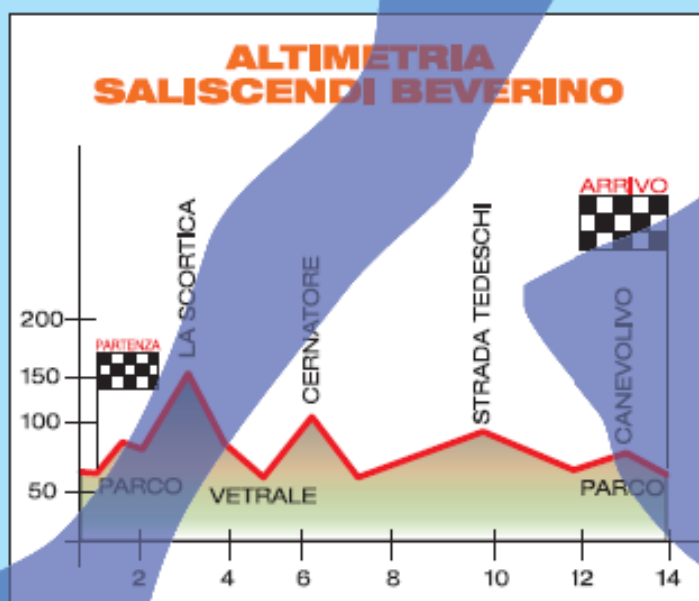 ALTIMETRIA
SALISCENDI BEVERINO
ARRIVO
LA SCORTICA
CERNATORE
STRADA TEDESCHI
CANEVOLIVO
200
PARTENZA
150
100
50
PARCO
VETRALE
PARCO
2 4 6 8 10 12 14